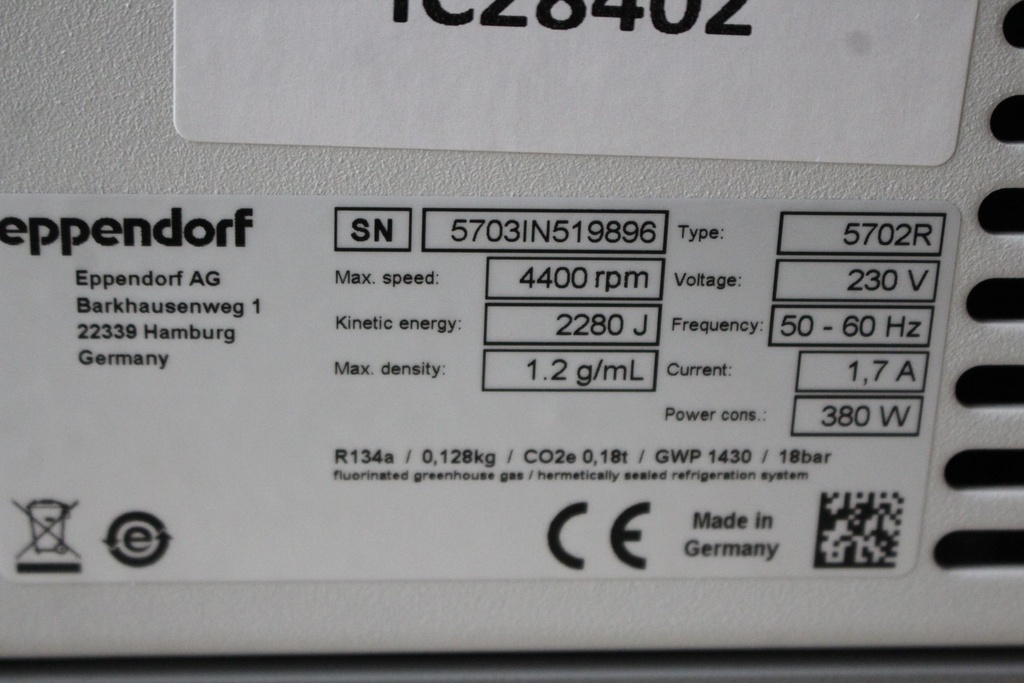 IC28402
eppendorf
Eppendorf AG
Barkhausenweg 1
22339 Hamburg
Germany
SN 5703IN519896
Max. speed: 4400 rpm
Kinetic energy: 2280 J
Max. density: 1.2 g/mL
Type: 5702R
Voltage: 230 V
Frequency: 50 - 60 Hz
Current: 1,7 A
Power cons.: 380 W
R134a / 0,128kg / CO2e 0,18t / GWP 1430 / 18bar
fluorinated greenhouse gas / hermetically sealed refrigeration system
e
CE
Made in
Germany